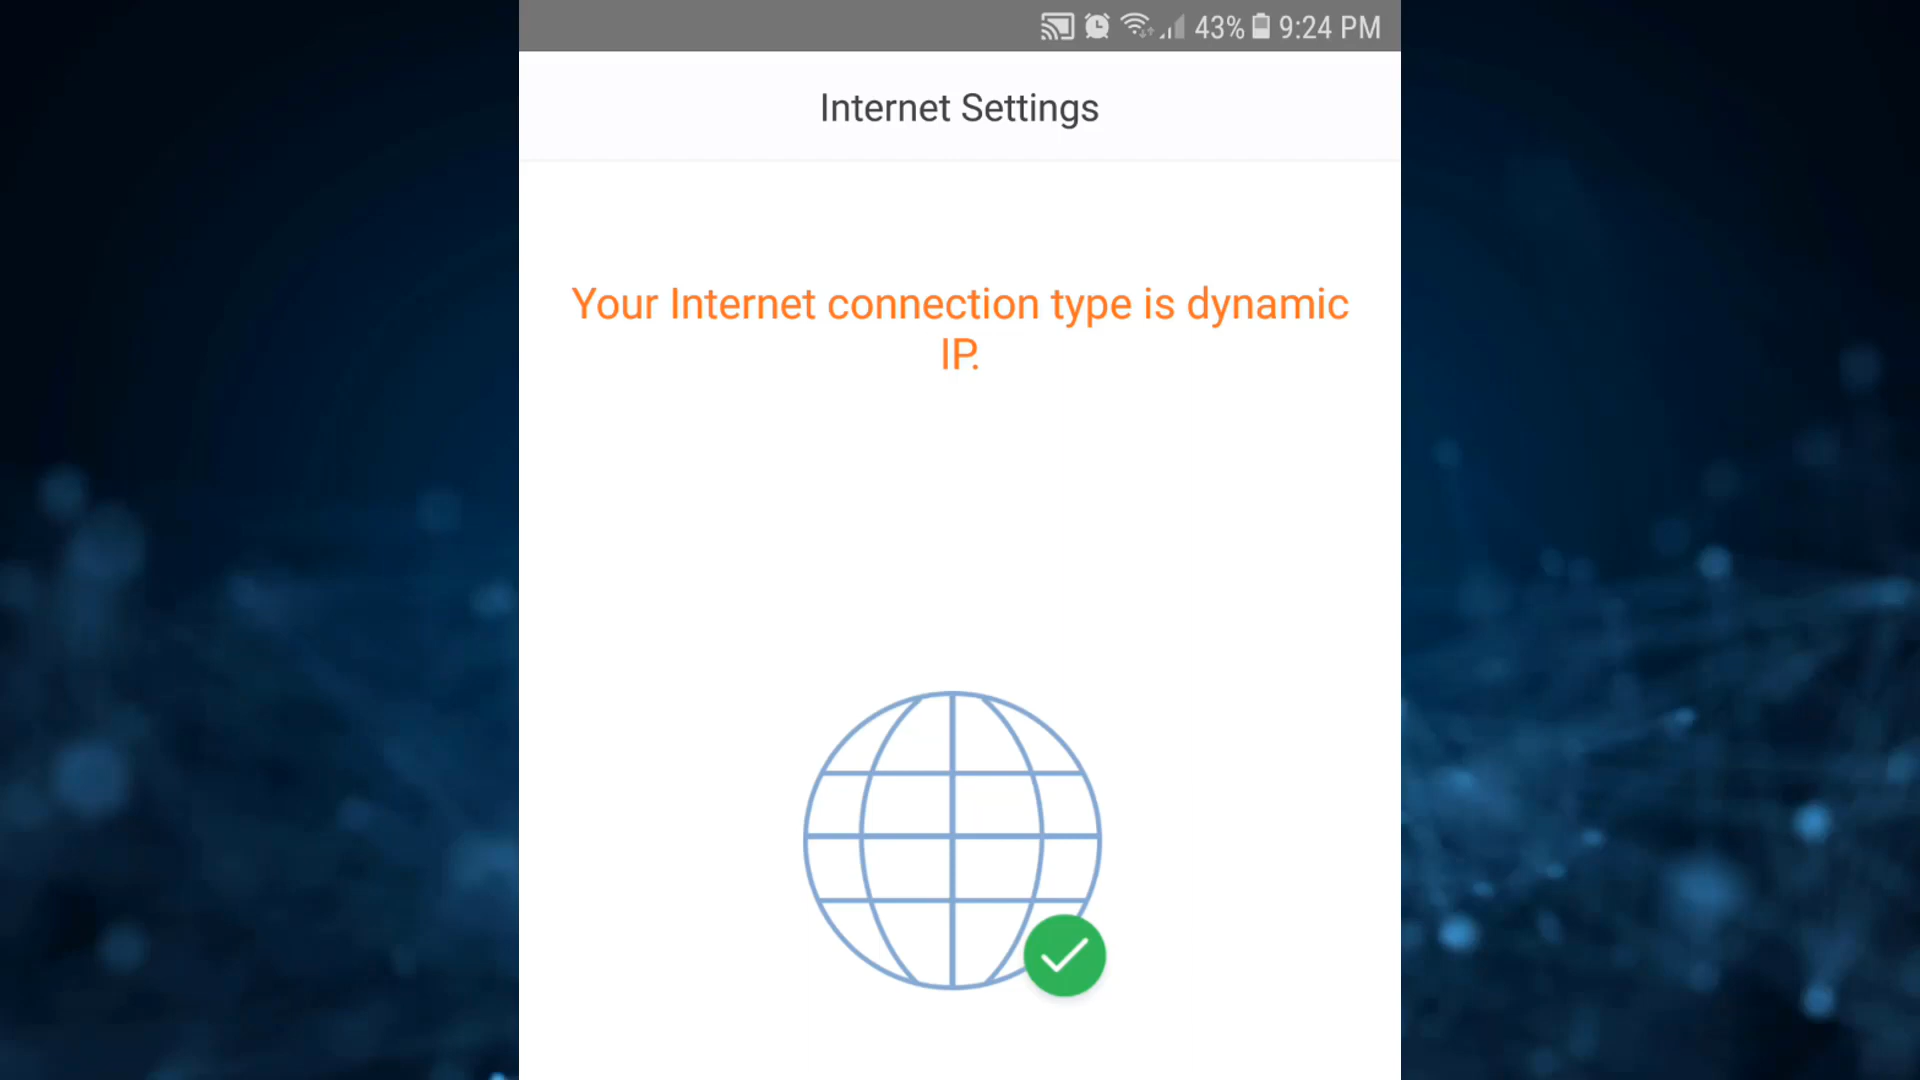 43% 9:24 PM
Internet Settings
Your Internet connection type is dynamic
IP.